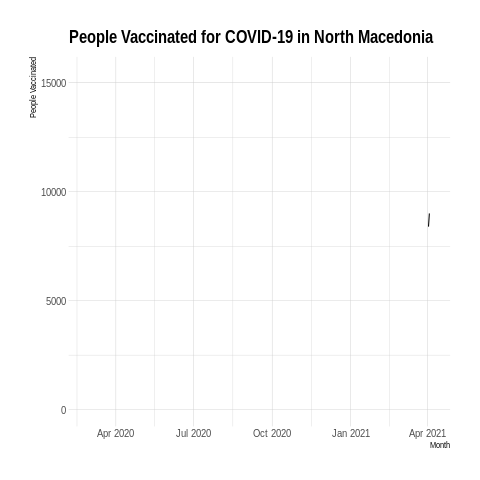 People Vaccinated for COVID-19 in North Macedonia
People Vaccinated
15000
10000
5000
0
Apr 2020 Jul 2020 Oct 2020 Jan 2021 Apr 2021
Month